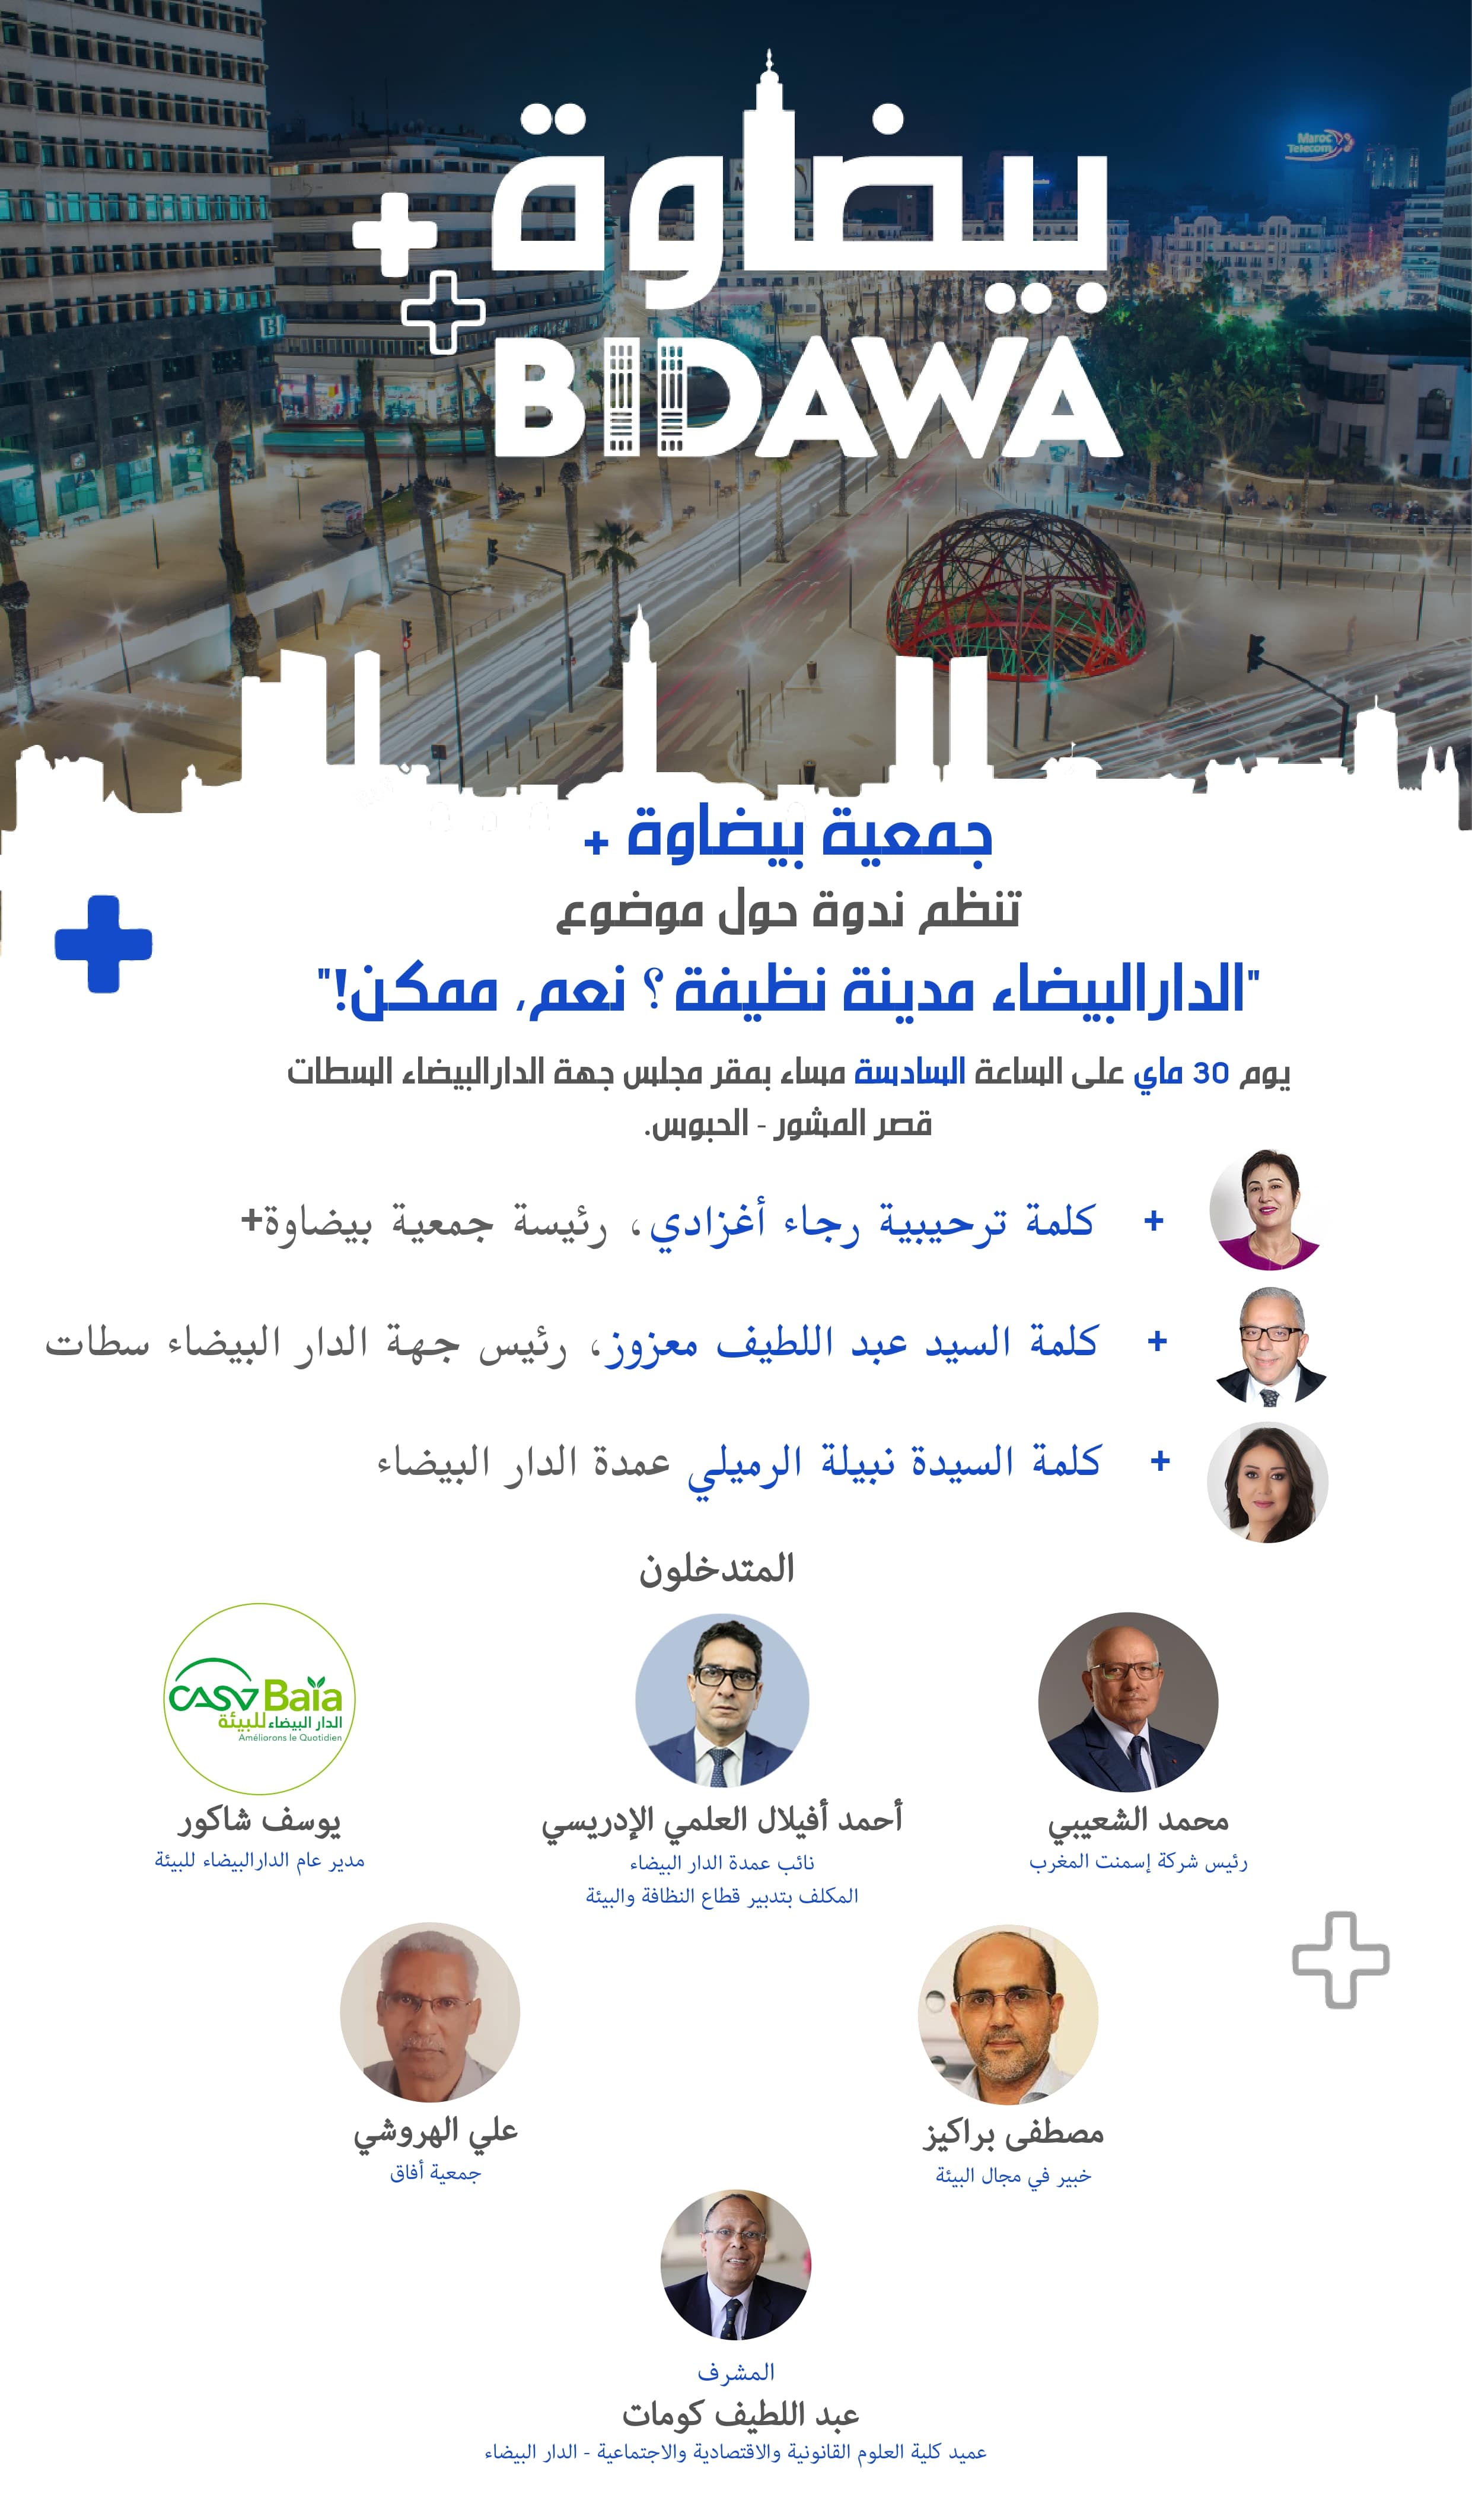 Maroc
Telecom
بيضاوة
BIDAWA
جمعية بيضاوة +
تنظم ندوة حول موضوع
"الدارالبيضاء مدينة نظيفة ؟ نعم، ممكن!"
يوم 30 ماي على الساعة السادسة مساء بمقر مجلس جهة الدارالبيضاء السطات
قصر المشور - الحبوس.
+ كلمة ترحيبية رجاء أغزادي، رئيسة جمعية بيضاوة+
+ كلمة السيد عبد اللطيف معزوز، رئيس جهة الدار البيضاء سطات
+ كلمة السيدة نبيلة الرميلي عمدة الدار البيضاء
المتدخلون
محمد الشعيبي
رئيس شركة إسمنت المغرب
أحمد أفيلال العلمي الإدريسي
نائب عمدة الدار البيضاء
المكلف بتدبير قطاع النظافة والبيئة
CASA Baïa
الدار البيضاء للبيئة
Améliorons le Quotidien
يوسف شاكور
مدير عام الدارالبيضاء للبيئة
مصطفى براكيز
خبير في مجال البيئة
علي الهروشي
جمعية أفاق
المشرف
عبد اللطيف كومات
عميد كلية العلوم القانونية والاقتصادية والاجتماعية - الدار البيضاء